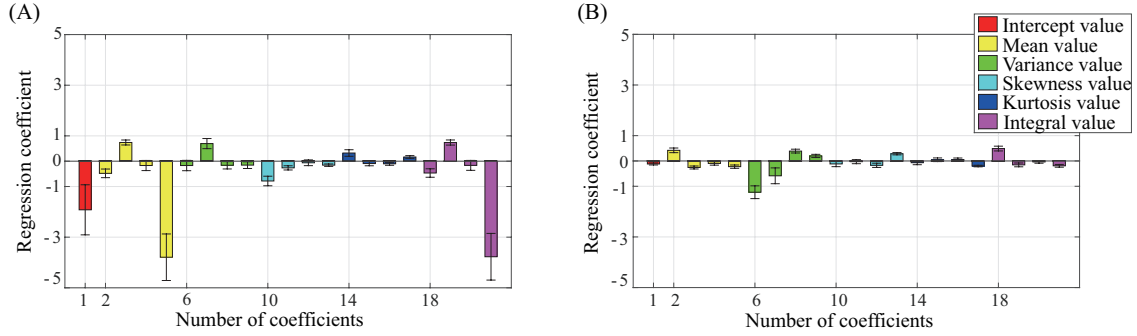 (A)
5
3
1
0
-1
-3
-5
Regression coefficient
1 2 6 10 14 18
Number of coefficients
(B)
5
3
1
0
-1
-3
-5
Regression coefficient
1 2 6 10 14 18
Number of coefficients
Intercept value
Mean value
Variance value
Skewness value
Kurtosis value
Integral value